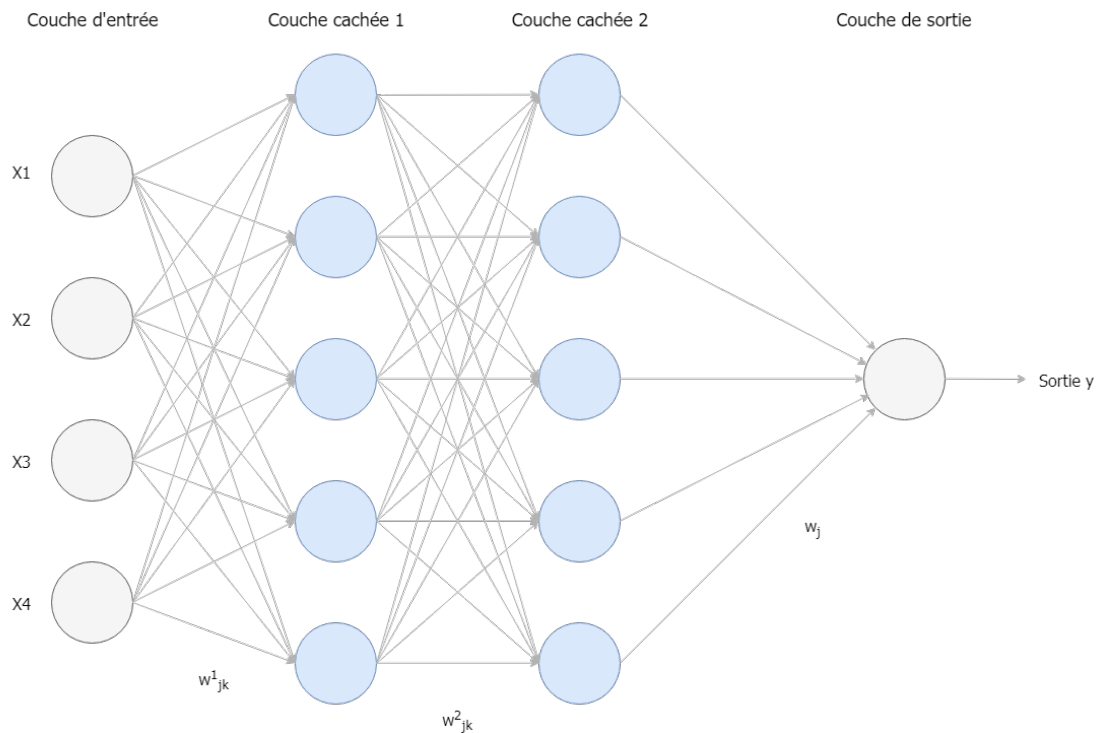 Couche d'entrée
Couche cachée 1
Couche cachée 2
Couche de sortie
X1
X2
X3
X4
Sortie y
w¹jk
w²jk
wj